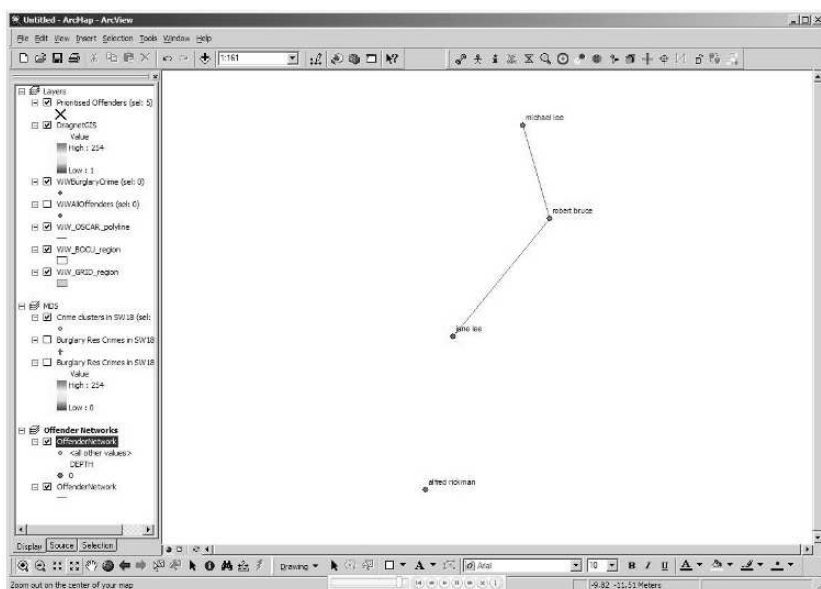 Untitled - ArcMap - ArcView
File Edit View Insert Selection Tools Window Help
1:161
Layers
Prioritised Offenders (sel: 5)
DragnetGIS
Value
High : 254
Low : 1
WWBurglaryCrime (sel: 0)
WWAllOffenders (sel: 0)
WW_OSCAR_polyline
WW_BOCU_region
WW_GRID_region
MDS
Crime clusters in SW18 (sel:
Burglary Res Crimes in SW18
Burglary Res Crimes in SW18
Value
High : 254
Low : 0
Offender Networks
OffenderNetwork
<all other values>
DEPTH
0
OffenderNetwork
michael lee
robert bruce
jane lee
alfred rickman
Display Source Selection
Drawing A Arial 10 B I U A
Zoom out on the center of your map
-9.82 -11.51 Meters